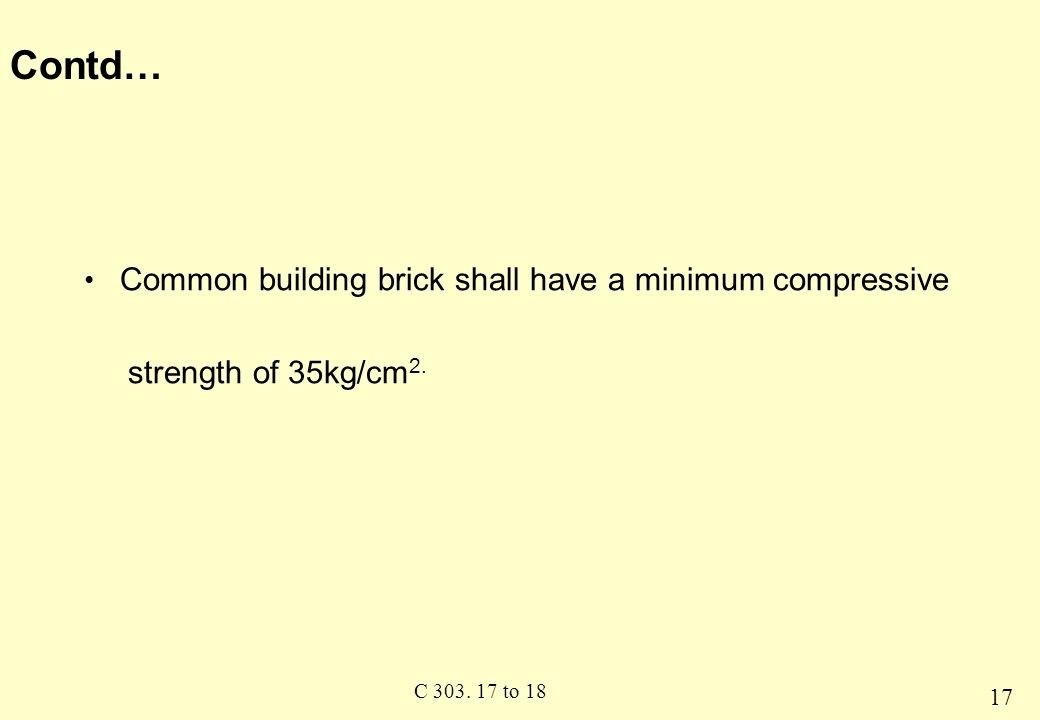 Contd…
• Common building brick shall have a minimum compressive
strength of 35kg/cm².
C 303. 17 to 18
17